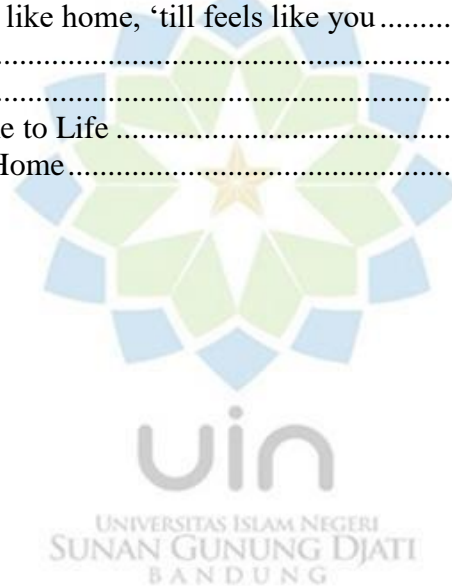 like home, ‘till feels like you..........
.............................................
.............................................
e to Life .................................
Home.......................................
uin
UNIVERSITAS ISLAM NEGERI
SUNAN GUNUNG DJATI
BANDUNG